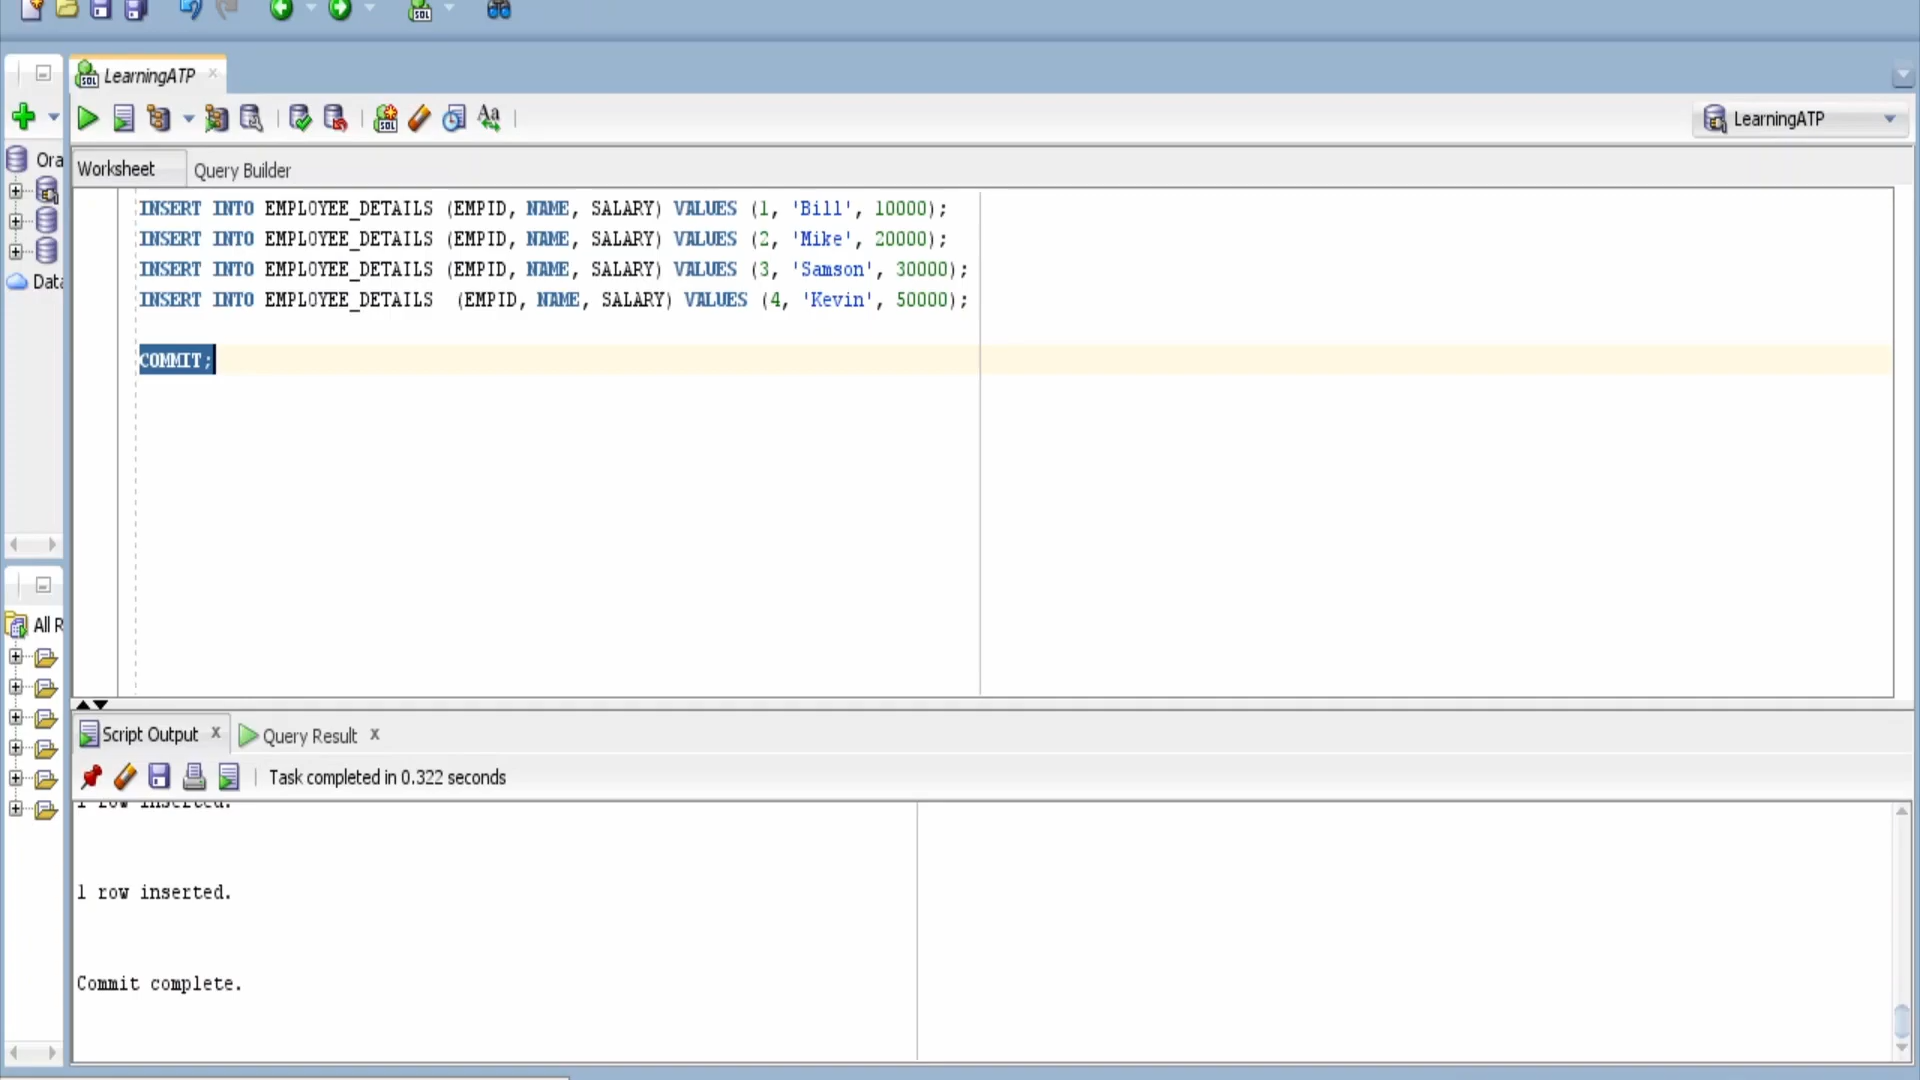 LearningATP
LearningATP
Ora
Worksheet
Query Builder
INSERT INTO EMPLOYEE_DETAILS (EMPID, NAME, SALARY) VALUES (1, 'Bill', 10000);
INSERT INTO EMPLOYEE_DETAILS (EMPID, NAME, SALARY) VALUES (2, 'Mike', 20000);
INSERT INTO EMPLOYEE_DETAILS (EMPID, NAME, SALARY) VALUES (3, 'Samson', 30000);
Data
INSERT INTO EMPLOYEE_DETAILS  (EMPID, NAME, SALARY) VALUES (4, 'Kevin', 50000);
COMMIT;
All R
Script Output
Query Result
Task completed in 0.322 seconds
1 row inserted.
1 row inserted.
Commit complete.